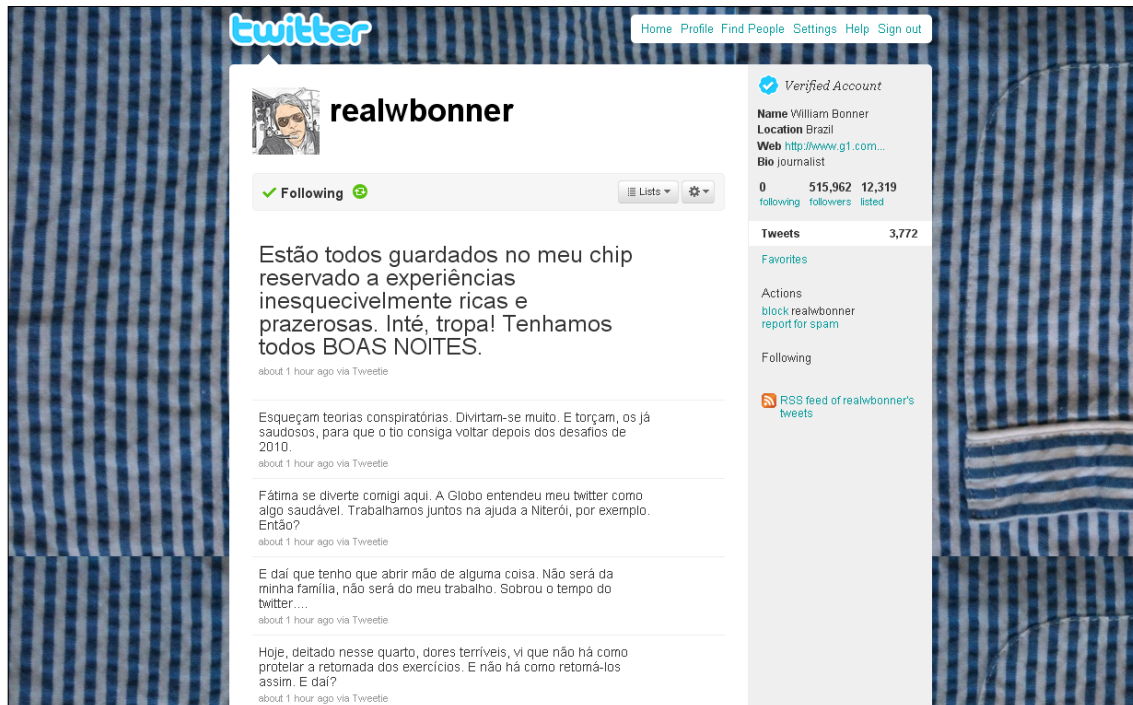 twitter
Home Profile Find People Settings Help Sign out
realwbonner
Following
Lists
Estão todos guardados no meu chip
reservado a experiências
inesquecivelmente ricas e
prazerosas. Inté, tropa! Tenhamos
todos BOAS NOITES.
about 1 hour ago via Tweetie
Esqueçam teorias conspiratórias. Divirtam-se muito. E torçam, os já
saudosos, para que o tio consiga voltar depois dos desafios de
2010.
about 1 hour ago via Tweetie
Fátima se diverte comigi aqui. A Globo entendeu meu twitter como
algo saudável. Trabalhamos juntos na ajuda a Niterói, por exemplo.
Então?
about 1 hour ago via Tweetie
E daí que tenho que abrir mão de alguma coisa. Não será da
minha família, não será do meu trabalho. Sobrou o tempo do
twitter....
about 1 hour ago via Tweetie
Hoje, deitado nesse quarto, dores terríveis, vi que não há como
protelar a retomada dos exercícios. E não há como retomá-los
assim. E daí?
about 1 hour ago via Tweetie
Verified Account
Name William Bonner
Location Brazil
Web http://www.g1.com...
Bio journalist
0 515,962 12,319
following followers listed
Tweets 3,772
Favorites
Actions
block realwbonner
report for spam
Following
RSS feed of realwbonner's
tweets